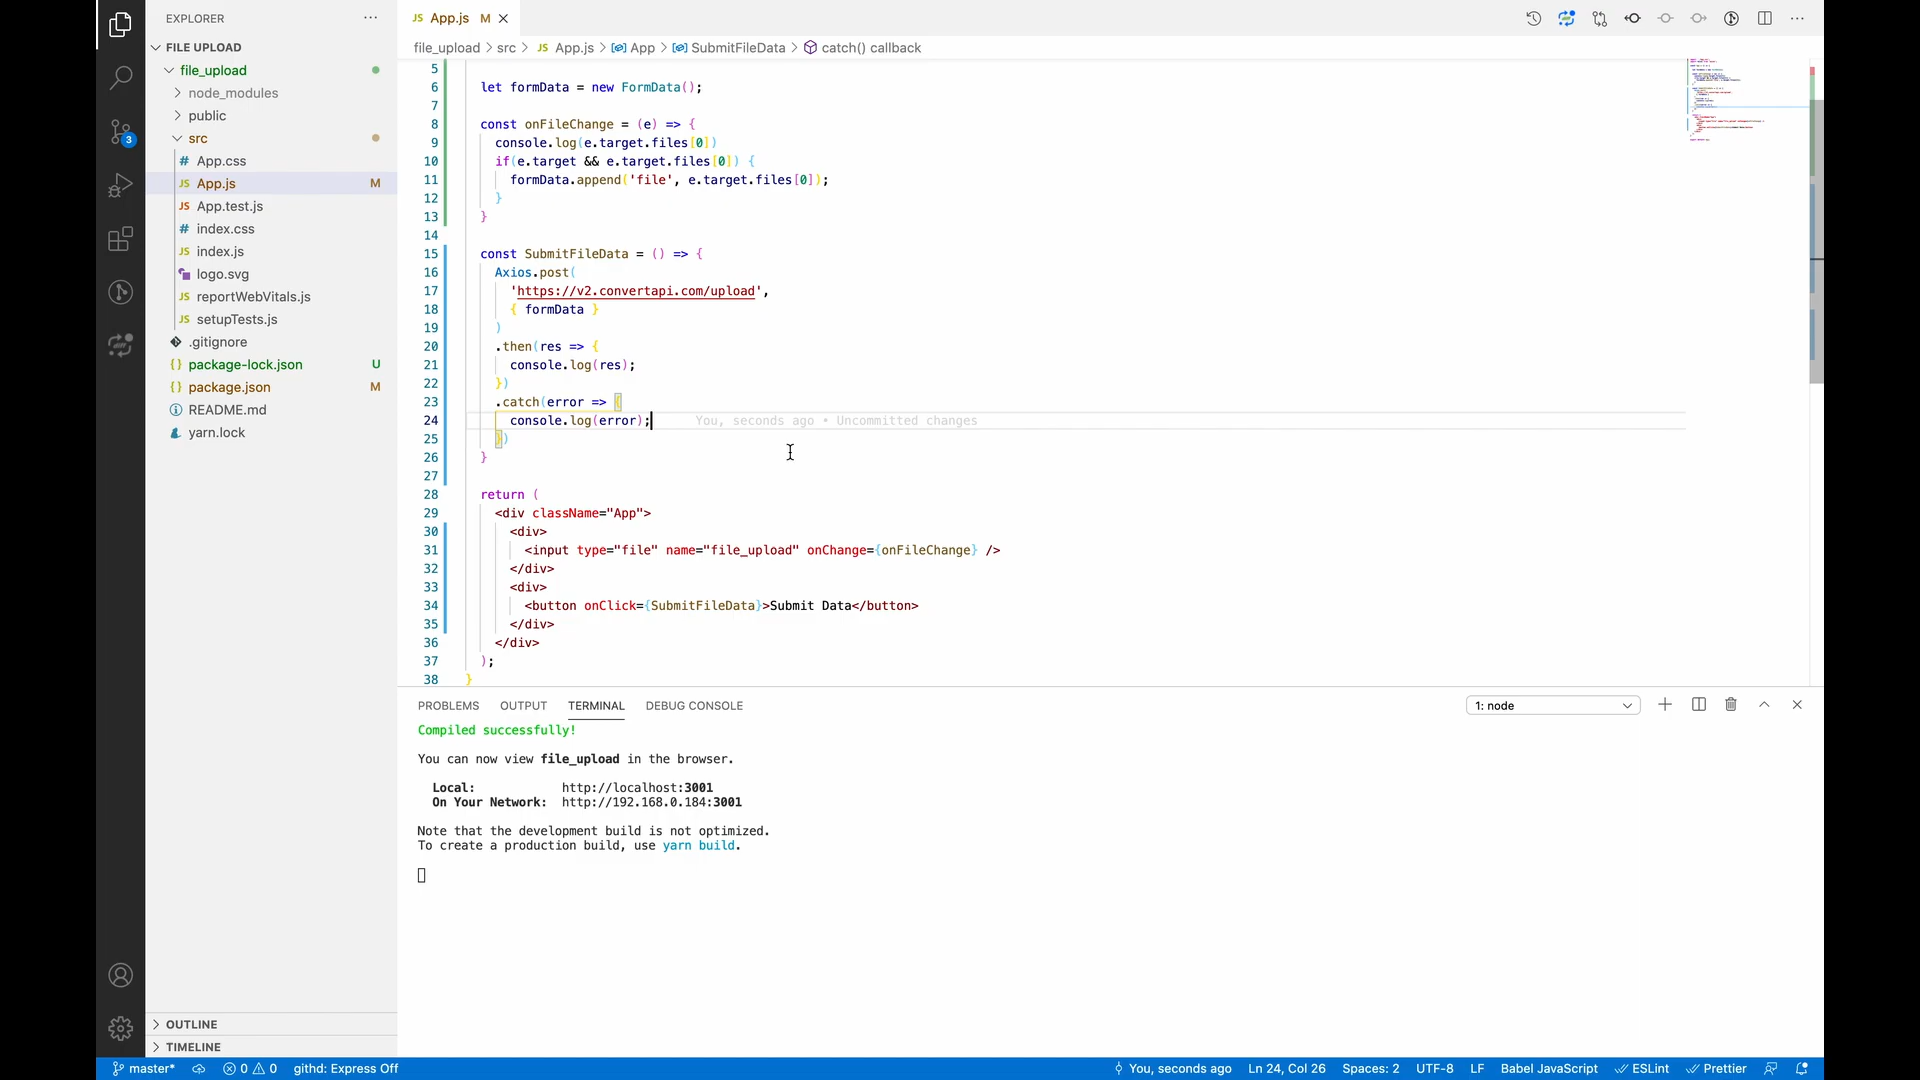 EXPLORER
FILE UPLOAD
file_upload
node_modules
public
src
App.css
App.js M
App.test.js
index.css
index.js
logo.svg
reportWebVitals.js
setupTests.js
.gitignore
package-lock.json U
package.json M
README.md
yarn.lock
OUTLINE
TIMELINE
3
JS App.js M
file_upload > src > JS App.js > App > SubmitFileData > catch() callback
5
6 let formData = new FormData();
7
8 const onFileChange = (e) => {
9 console.log(e.target.files[0])
10 if(e.target && e.target.files[0]) {
11 formData.append('file', e.target.files[0]);
12 }
13 }
14
15 const SubmitFileData = () => {
16 Axios.post(
17 'https://v2.convertapi.com/upload',
18 { formData }
19 )
20 .then(res => {
21 console.log(res);
22 })
23 .catch(error => {
24 console.log(error); You, seconds ago • Uncommitted changes
25 })
26 }
27
28 return (
29 <div className="App">
30 <div>
31 <input type="file" name="file_upload" onChange={onFileChange} />
32 </div>
33 <div>
34 <button onClick={SubmitFileData}>Submit Data</button>
35 </div>
36 </div>
37 );
38 }
PROBLEMS OUTPUT TERMINAL DEBUG CONSOLE 1: node
Compiled successfully!
You can now view file_upload in the browser.
Local: http://localhost:3001
On Your Network: http://192.168.0.184:3001
Note that the development build is not optimized.
To create a production build, use yarn build.
master* 0 0 githd: Express Off You, seconds ago Ln 24, Col 26 Spaces: 2 UTF-8 LF Babel JavaScript ESLint Prettier